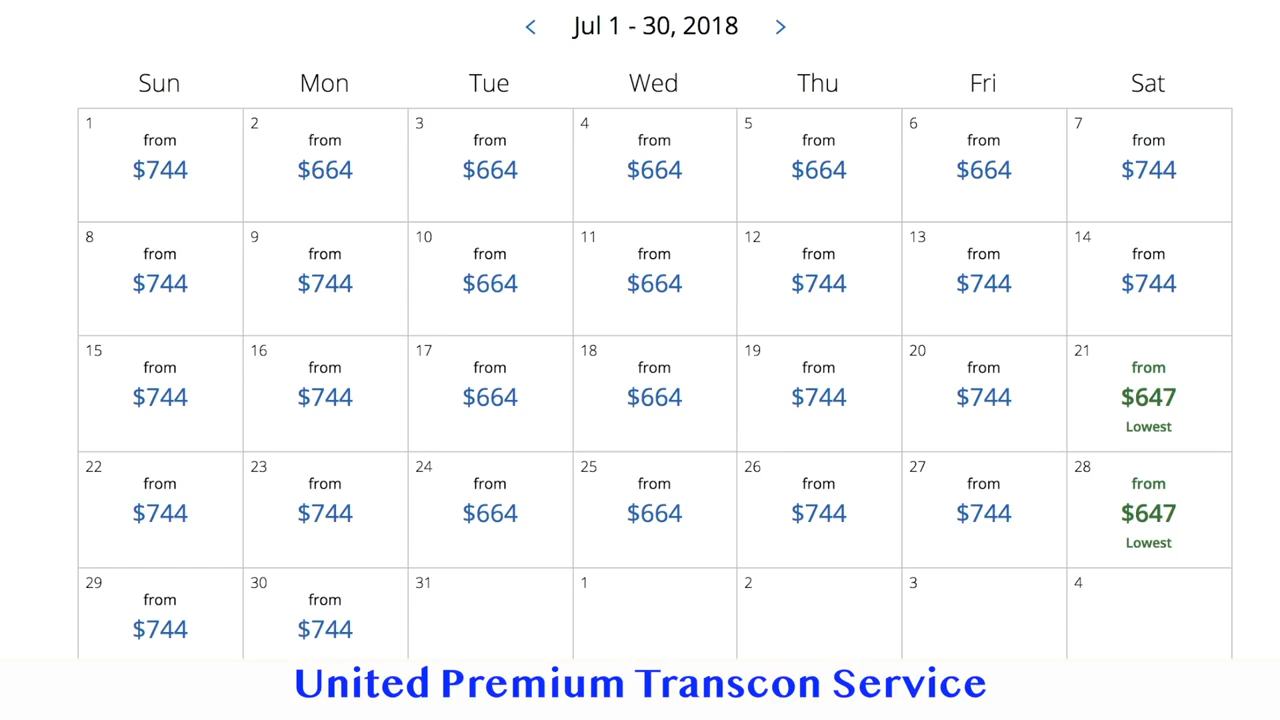 < Jul 1 - 30, 2018 >
Sun Mon Tue Wed Thu Fri Sat
1 2 3 4 5 6 7
from from from from from from from
$744 $664 $664 $664 $664 $664 $744
8 9 10 11 12 13 14
from from from from from from from
$744 $744 $664 $664 $744 $744 $744
15 16 17 18 19 20 21
from from from from from from from
$744 $744 $664 $664 $744 $744 $647
Lowest
22 23 24 25 26 27 28
from from from from from from from
$744 $744 $664 $664 $744 $744 $647
Lowest
29 30 31 1 2 3 4
from from
$744 $744
United Premium Transcon Service